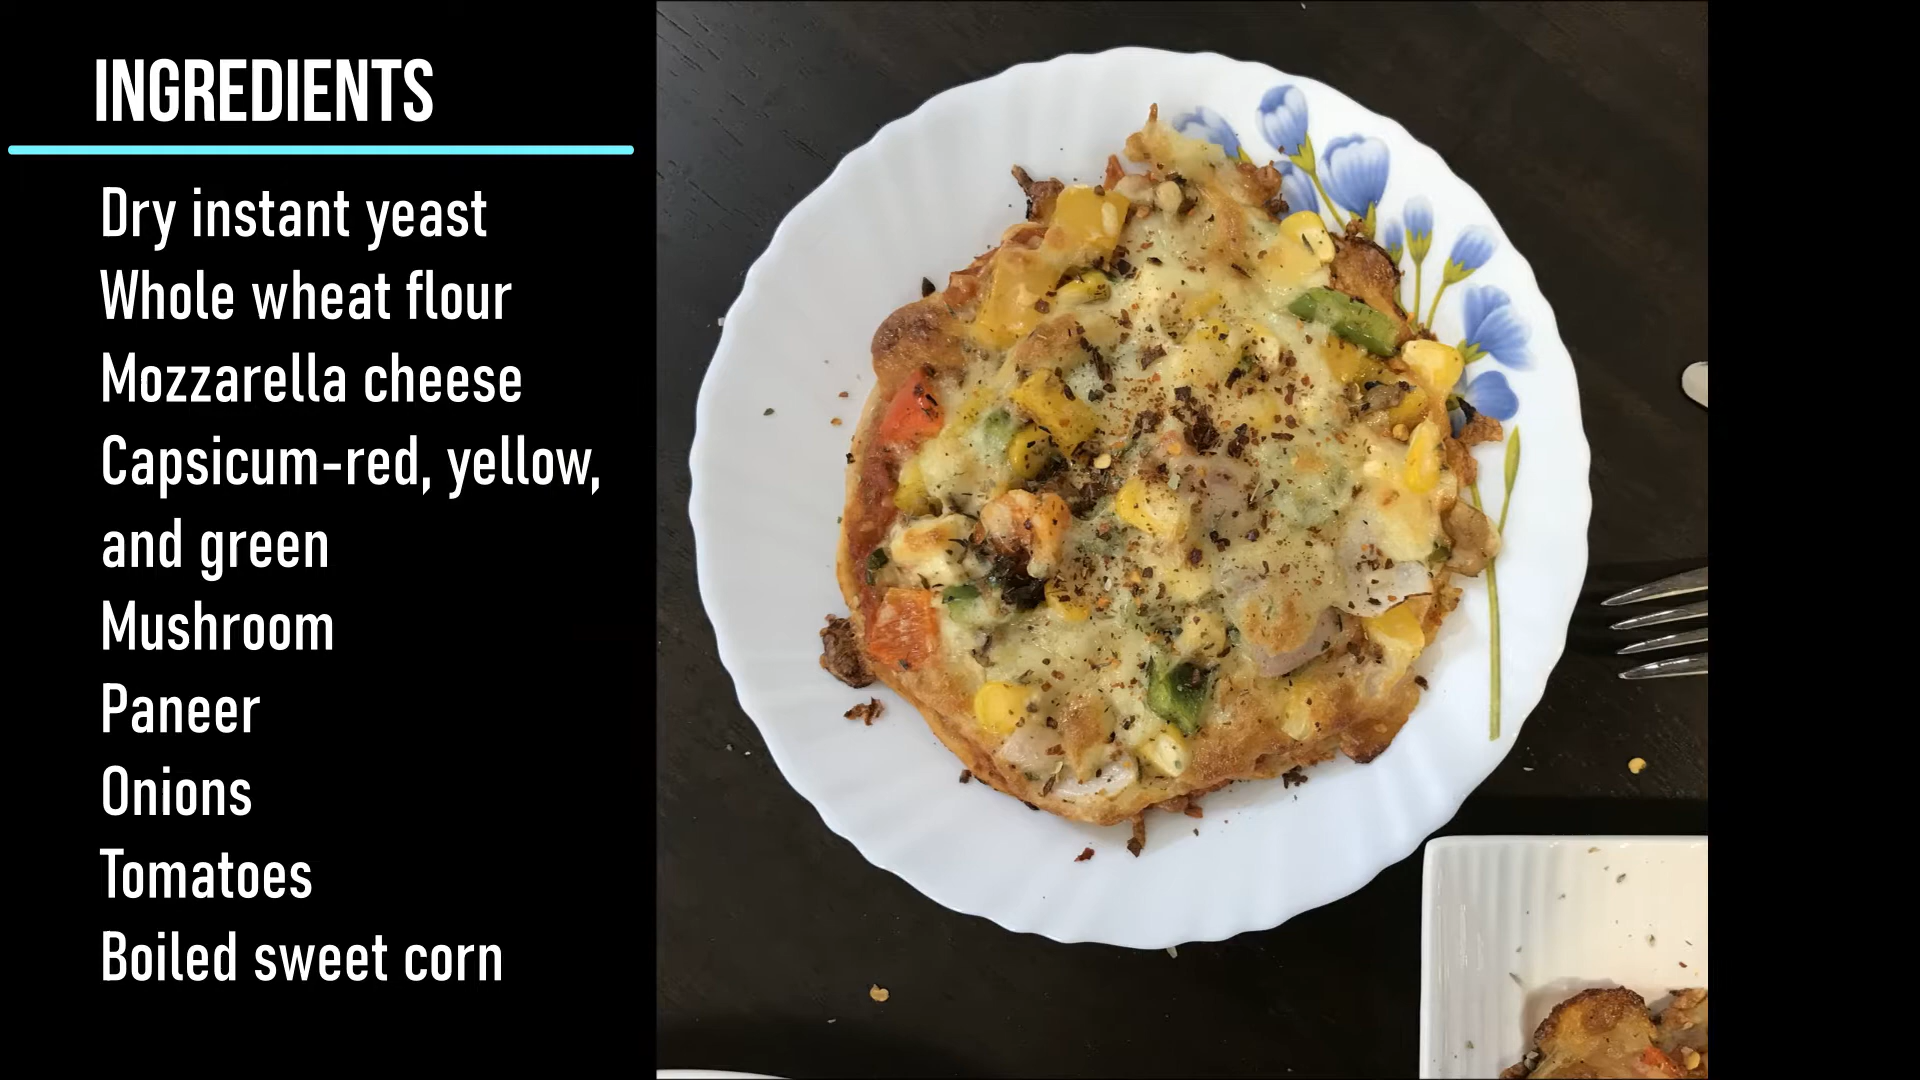 INGREDIENTS
Dry instant yeast
Whole wheat flour
Mozzarella cheese
Capsicum-red, yellow,
and green
Mushroom
Paneer
Onions
Tomatoes
Boiled sweet corn